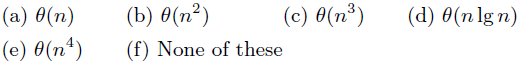 (a) θ(n) (b) θ(n²) (c) θ(n³) (d) θ(n lg n)
(e) θ(n⁴) (f) None of these